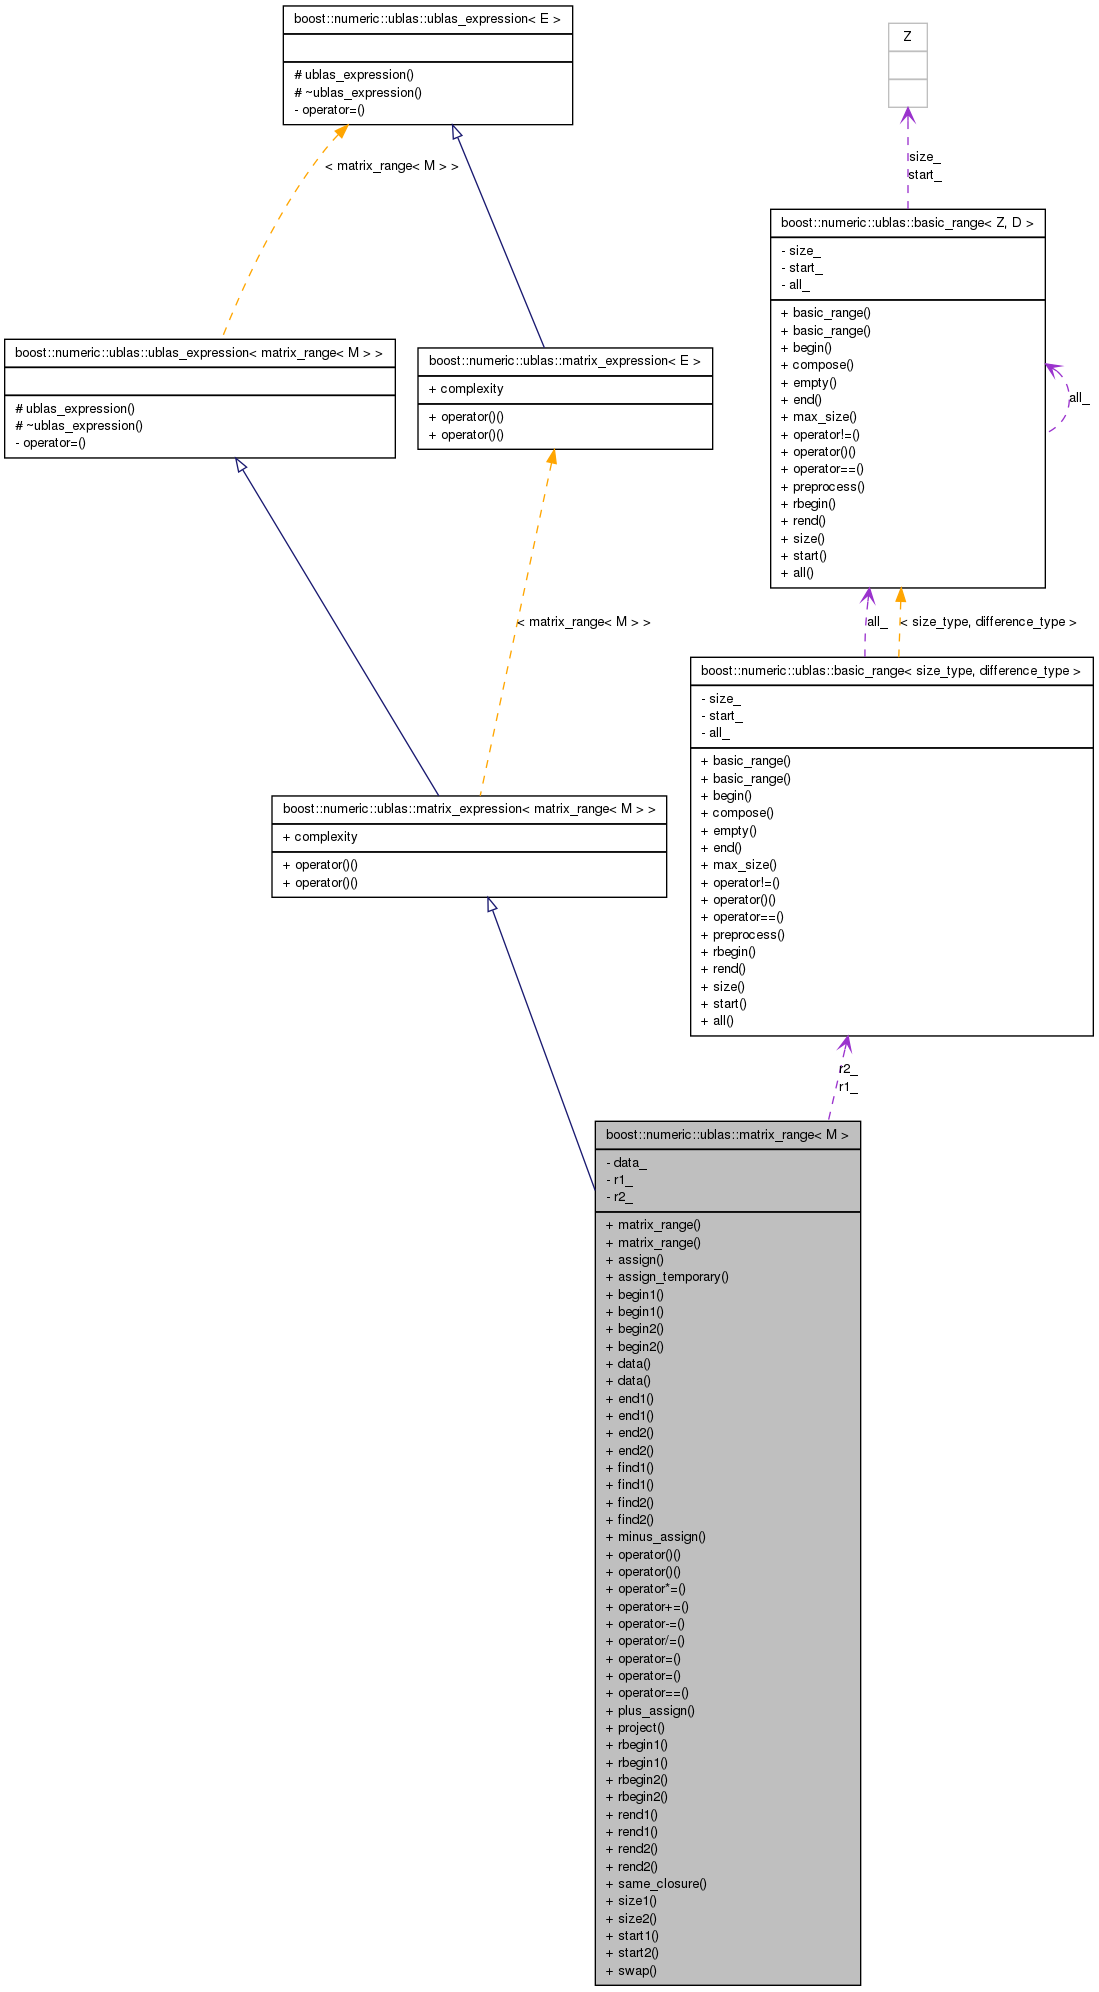 boost::numeric::ublas::ublas_expression< E >
# ublas_expression()
# ~ublas_expression()
- operator=()
Z
< matrix_range< M > >
size_
start_
boost::numeric::ublas::basic_range< Z, D >
- size_
- start_
- all_
+ basic_range()
+ basic_range()
+ begin()
+ compose()
+ empty()
+ end()
+ max_size()
+ operator!=()
+ operator()()
+ operator==()
+ preprocess()
+ rbegin()
+ rend()
+ size()
+ start()
+ all()
all_
boost::numeric::ublas::ublas_expression< matrix_range< M > >
# ublas_expression()
# ~ublas_expression()
- operator=()
boost::numeric::ublas::matrix_expression< E >
+ complexity
+ operator()()
+ operator()()
< matrix_range< M > >
all_
< size_type, difference_type >
boost::numeric::ublas::basic_range< size_type, difference_type >
- size_
- start_
- all_
+ basic_range()
+ basic_range()
+ begin()
+ compose()
+ empty()
+ end()
+ max_size()
+ operator!=()
+ operator()()
+ operator==()
+ preprocess()
+ rbegin()
+ rend()
+ size()
+ start()
+ all()
boost::numeric::ublas::matrix_expression< matrix_range< M > >
+ complexity
+ operator()()
+ operator()()
r2_
r1_
boost::numeric::ublas::matrix_range< M >
- data_
- r1_
- r2_
+ matrix_range()
+ matrix_range()
+ assign()
+ assign_temporary()
+ begin1()
+ begin1()
+ begin2()
+ begin2()
+ data()
+ data()
+ end1()
+ end1()
+ end2()
+ end2()
+ find1()
+ find1()
+ find2()
+ find2()
+ minus_assign()
+ operator()()
+ operator()()
+ operator*=()
+ operator+=()
+ operator-=()
+ operator/=()
+ operator=()
+ operator=()
+ operator==()
+ plus_assign()
+ project()
+ rbegin1()
+ rbegin1()
+ rbegin2()
+ rbegin2()
+ rend1()
+ rend1()
+ rend2()
+ rend2()
+ same_closure()
+ size1()
+ size2()
+ start1()
+ start2()
+ swap()